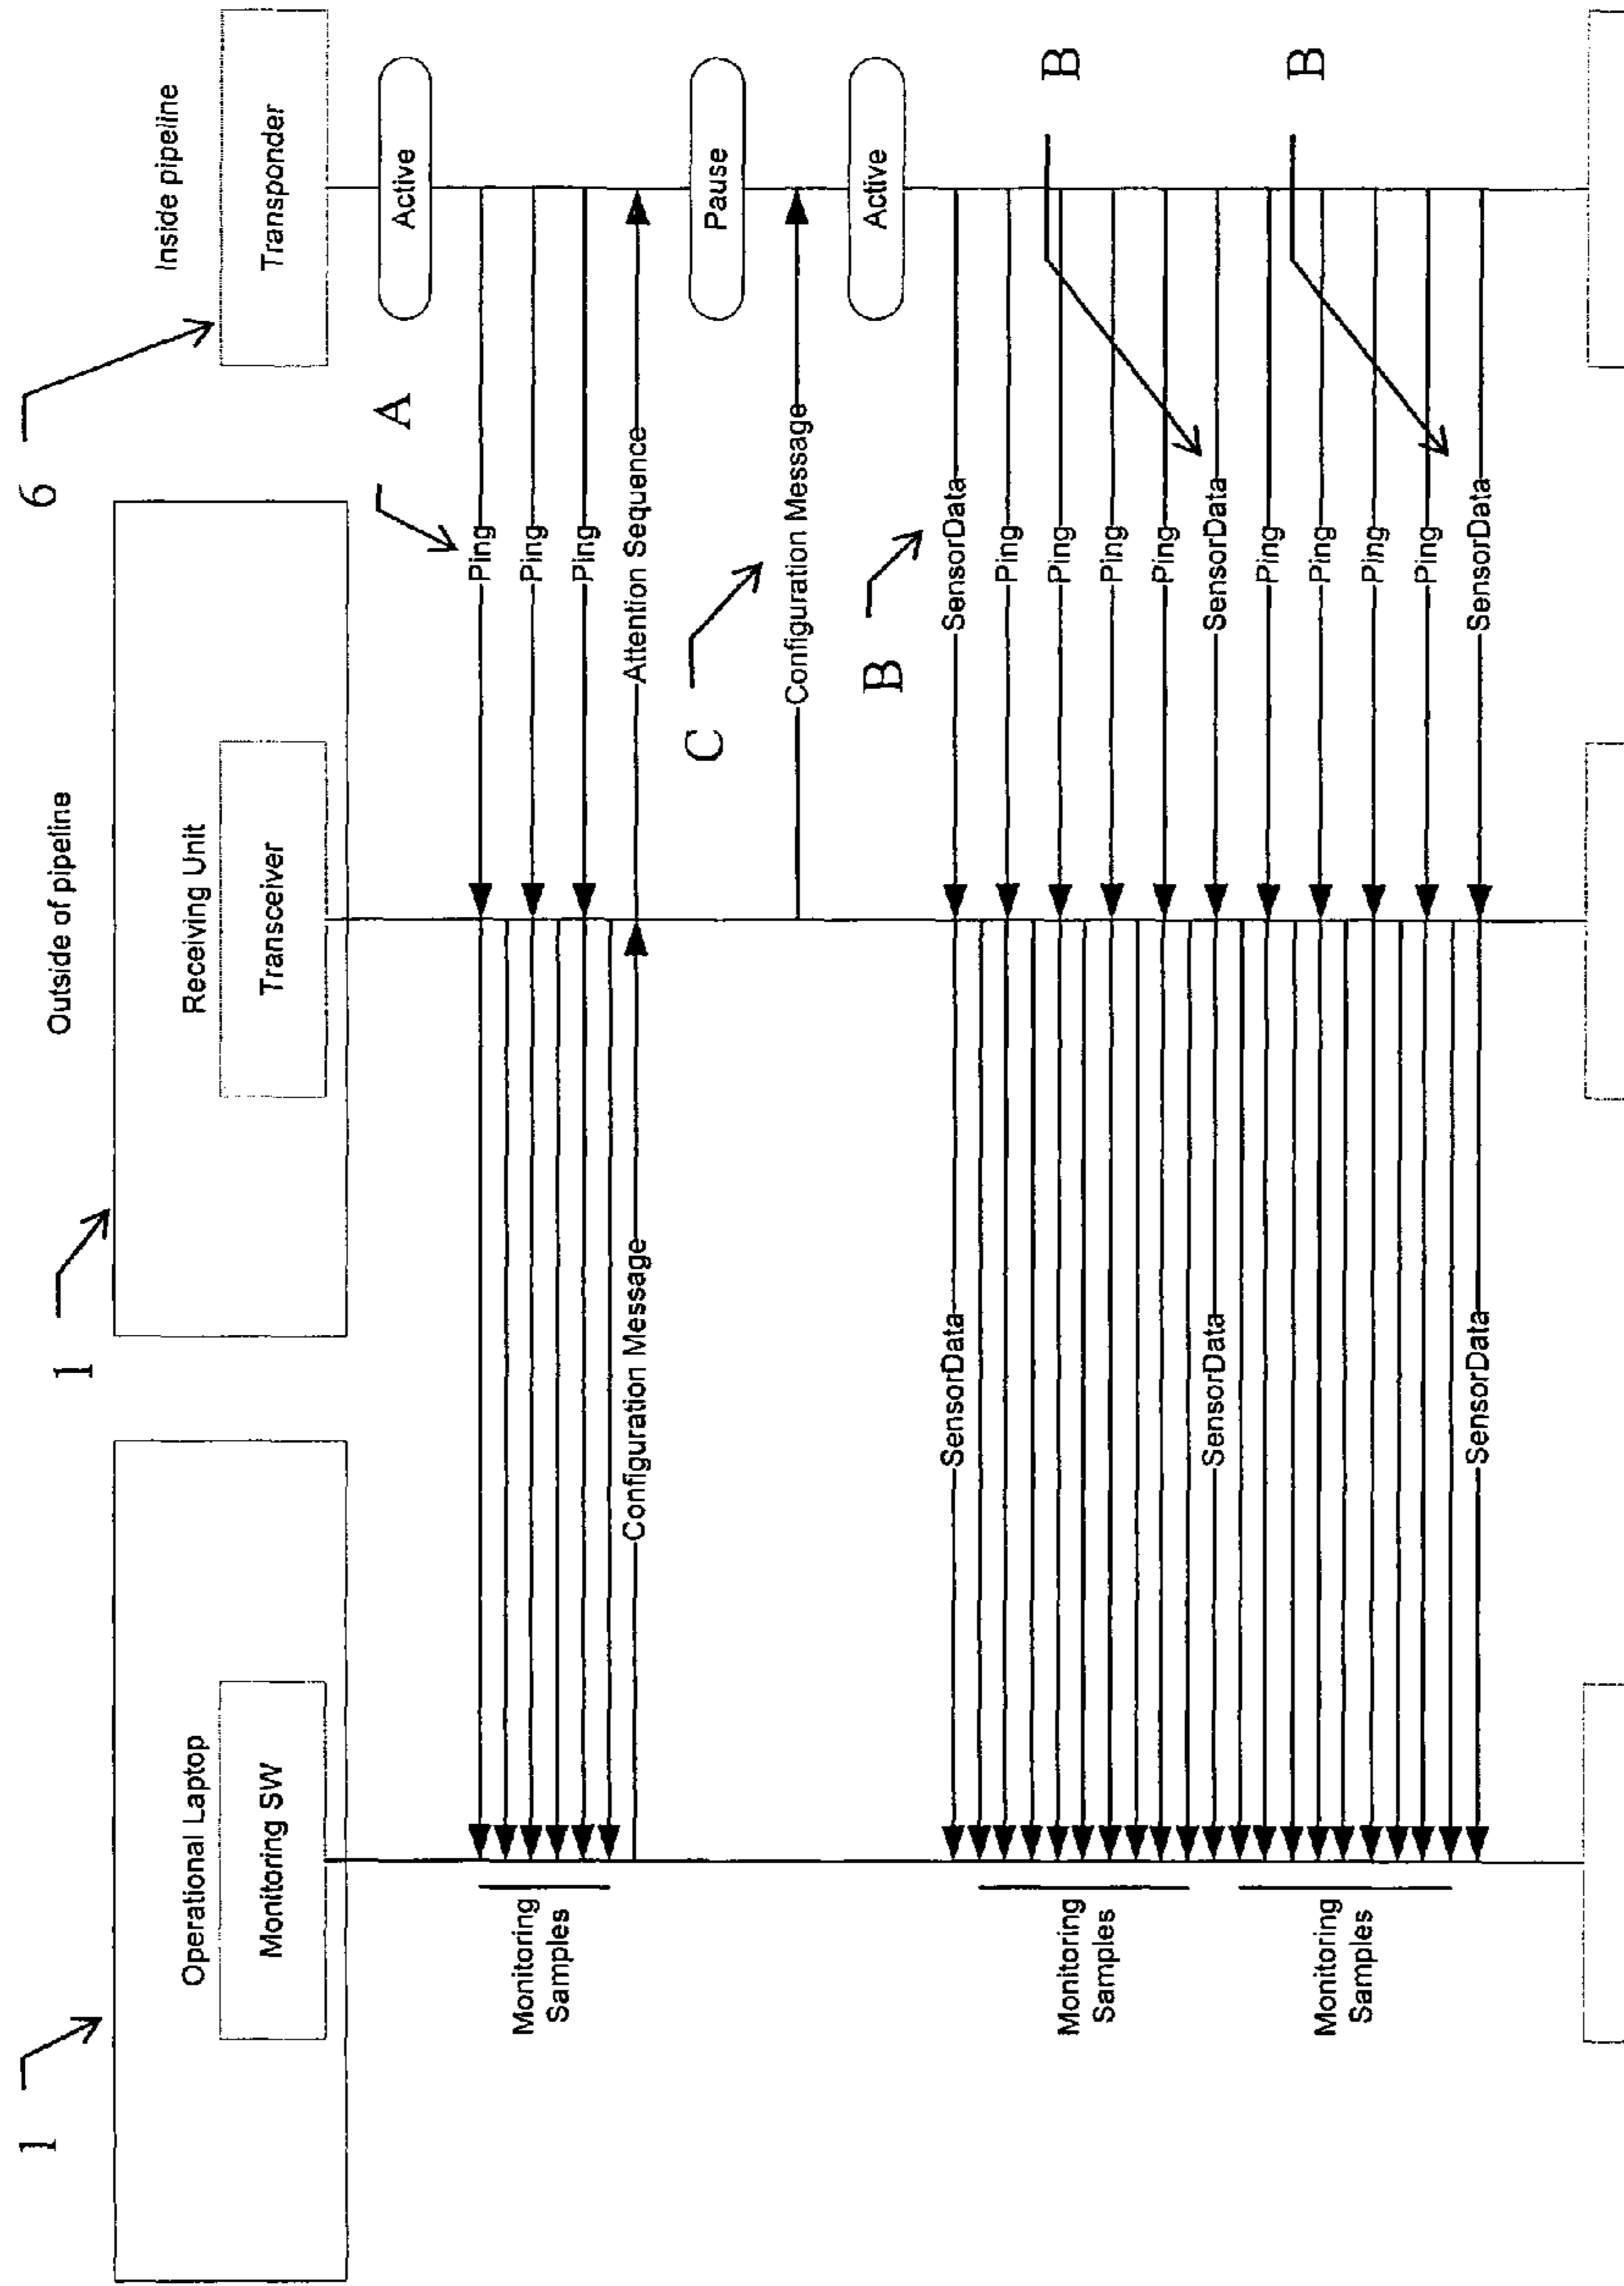 Outside of pipeline
Inside pipeline
1
1
6
Operational Laptop
Monitoring SW
Receiving Unit
Transceiver
Transponder
Active
A
Ping
Ping
Ping
Monitoring
Samples
Configuration Message
Attention Sequence
Pause
C
Configuration Message
Active
B
SensorData
SensorData
Ping
Ping
B
Ping
Ping
Monitoring
Samples
SensorData
SensorData
Ping
Ping
B
Ping
Ping
Monitoring
Samples
SensorData
SensorData